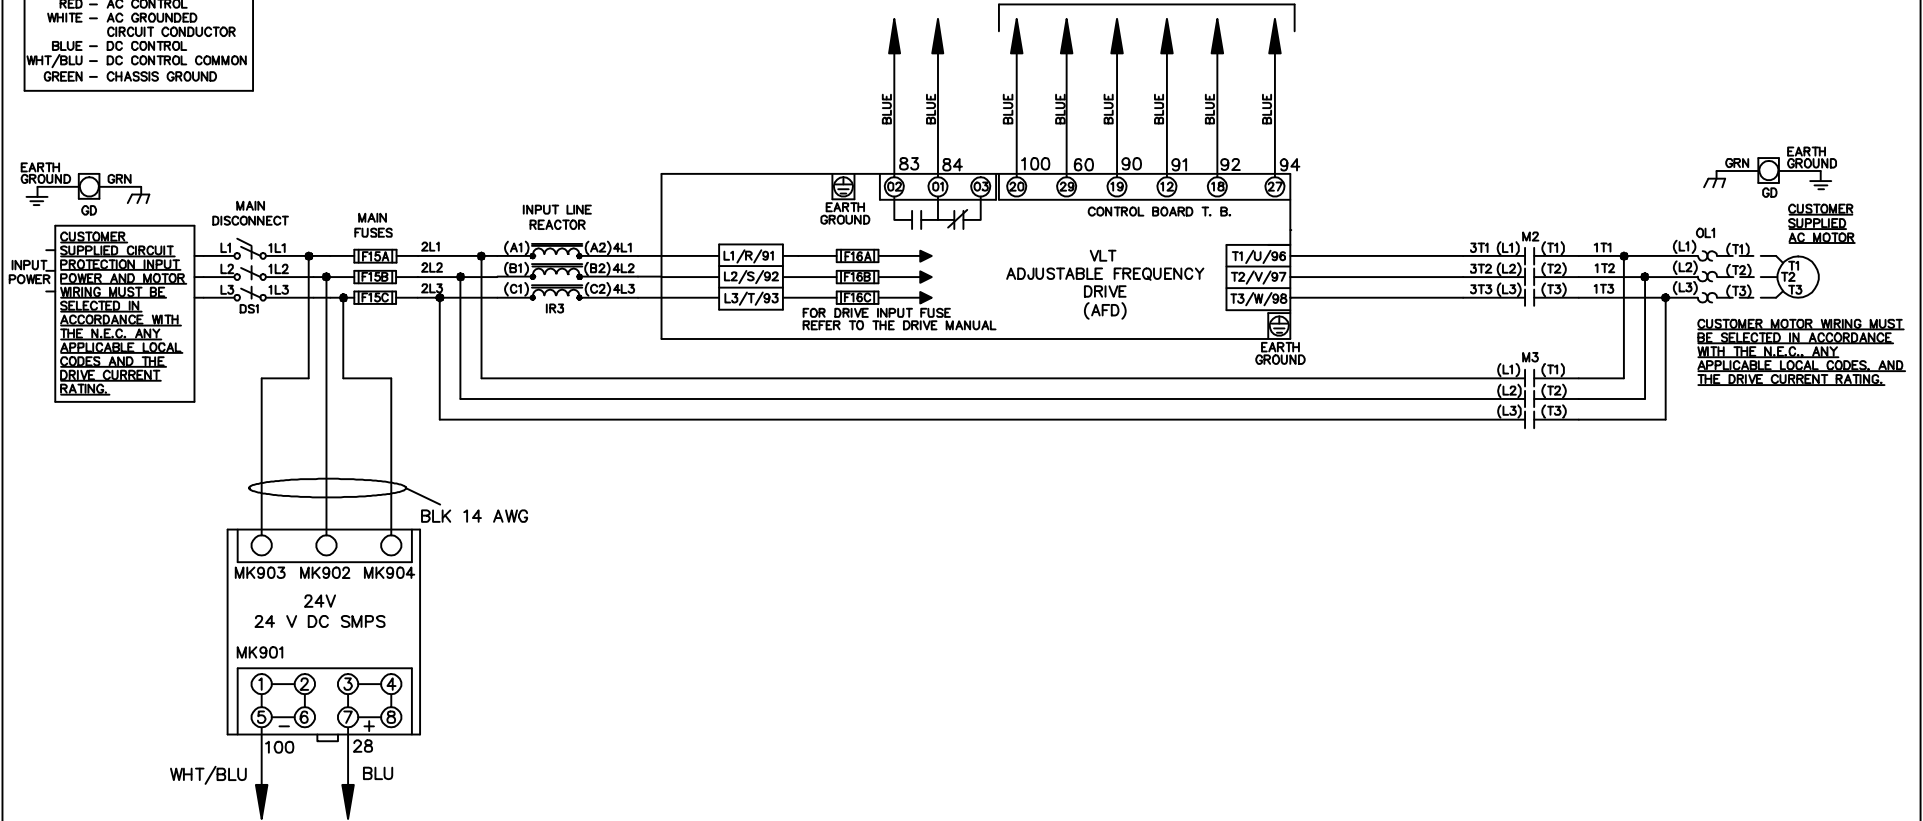 RED – AC CONTROL
WHITE – AC GROUNDED
CIRCUIT CONDUCTOR
BLUE – DC CONTROL
WHT/BLU – DC CONTROL COMMON
GREEN – CHASSIS GROUND
BLUE BLUE BLUE BLUE BLUE BLUE BLUE BLUE
83 84 100 60 90 91 92 94
02 01 03 20 29 19 12 18 27
EARTH
GROUND
CONTROL BOARD T. B.
EARTH
GROUND
GRN
GD
GRN
EARTH
GROUND
GD
CUSTOMER
SUPPLIED
AC MOTOR
INPUT
POWER
CUSTOMER
SUPPLIED CIRCUIT
PROTECTION INPUT
POWER AND MOTOR
WIRING MUST BE
SELECTED IN
ACCORDANCE WITH
THE N.E.C. ANY
APPLICABLE LOCAL
CODES AND THE
DRIVE CURRENT
RATING.
MAIN
DISCONNECT
MAIN
FUSES
INPUT LINE
REACTOR
L1 1L1 F15A 2L1 (A1) (A2) 4L1 L1/R/91 F16A
L2 1L2 F15B 2L2 (B1) (B2) 4L2 L2/S/92 F16B
L3 1L3 F15C 2L3 (C1) (C2) 4L3 L3/T/93 F16C
DS1
IR3
FOR DRIVE INPUT FUSE
REFER TO THE DRIVE MANUAL
VLT
ADJUSTABLE FREQUENCY
DRIVE
(AFD)
M2
OL1
T1/U/96 3T1 (L1) (T1) 1T1 (L1) (T1) T1
T2/V/97 3T2 (L2) (T2) 1T2 (L2) (T2) T2
T3/W/98 3T3 (L3) (T3) 1T3 (L3) (T3) T3
EARTH
GROUND
CUSTOMER MOTOR WIRING MUST
BE SELECTED IN ACCORDANCE
WITH THE N.E.C., ANY
APPLICABLE LOCAL CODES, AND
THE DRIVE CURRENT RATING.
M3
(L1) (T1)
(L2) (T2)
(L3) (T3)
BLK 14 AWG
MK903 MK902 MK904
24V
24 V DC SMPS
MK901
1 2 3 4
5 6 7 8
– +
100 28
WHT/BLU BLU